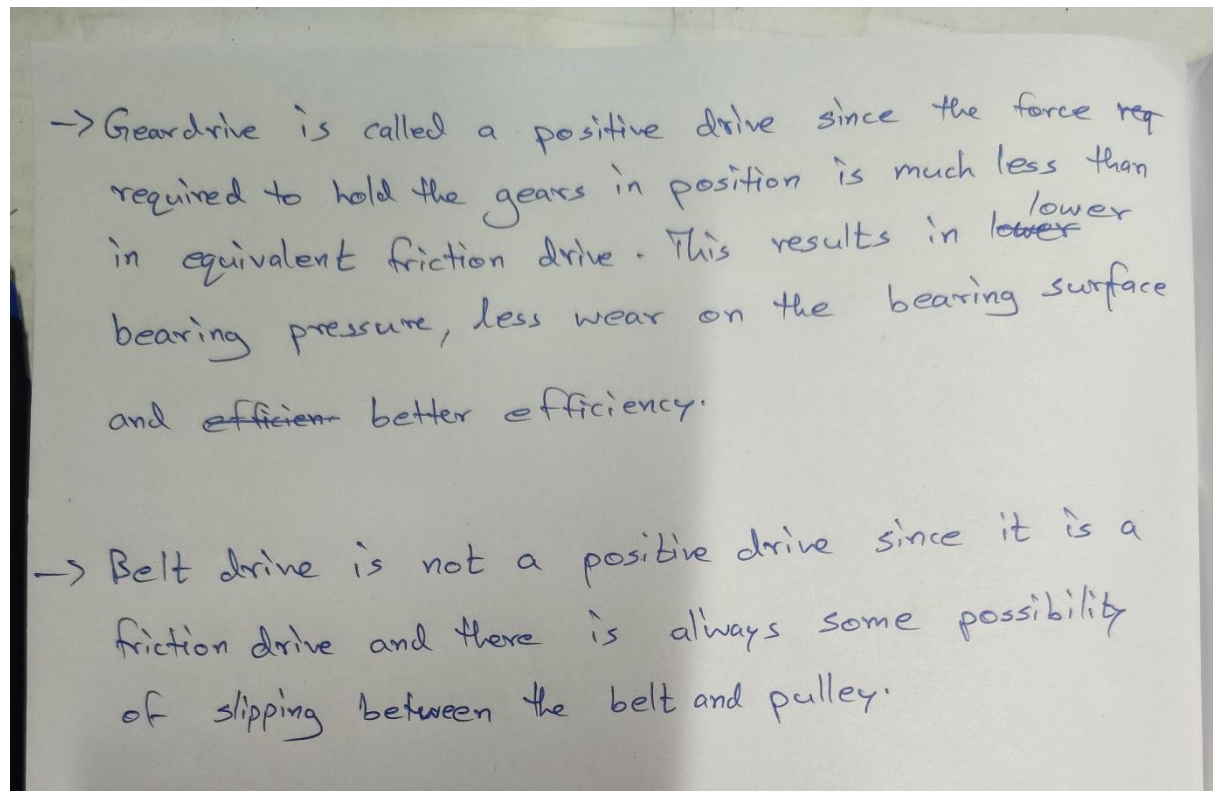 -> Geardrive is called a positive drive since the force req
required to hold the gears in position is much less than
in equivalent friction drive. This results in lower lower
bearing pressure, less wear on the bearing surface
and efficien better efficiency.
-> Belt drive is not a positive drive since it is a
friction drive and there is always some possibility
of slipping between the belt and pulley.